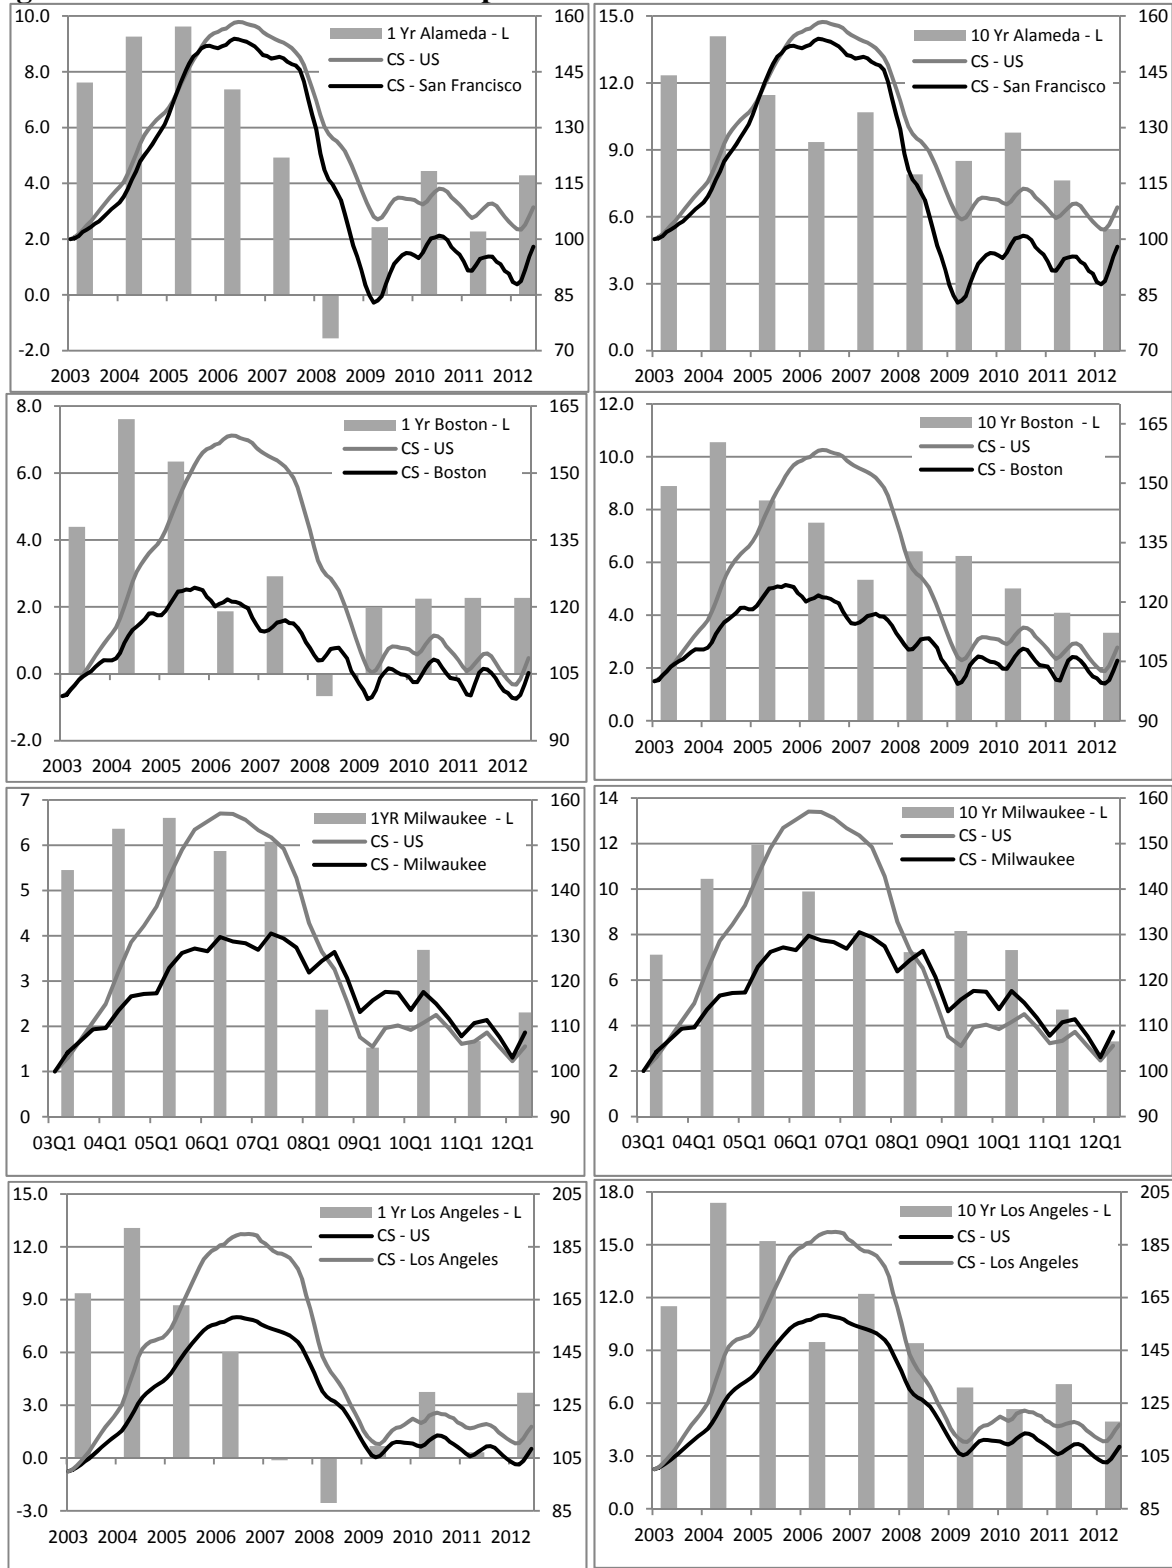 10.0 160
1 Yr Alameda - L
CS - US
CS - San Francisco
8.0 145
6.0 130
4.0 115
2.0 100
0.0 85
-2.0 70
2003 2004 2005 2006 2007 2008 2009 2010 2011 2012
15.0 160
10 Yr Alameda - L
CS - US
CS - San Francisco
12.0 145
9.0 130
6.0 115
3.0 100
0.0 85
70
2003 2004 2005 2006 2007 2008 2009 2010 2011 2012
8.0 165
1 Yr Boston - L
CS - US
CS - Boston
6.0 150
4.0 135
2.0 120
0.0 105
-2.0 90
2003 2004 2005 2006 2007 2008 2009 2010 2011 2012
12.0 165
10 Yr Boston - L
CS - US
CS - Boston
10.0 150
8.0 135
6.0 120
4.0 105
2.0 90
0.0
2003 2004 2005 2006 2007 2008 2009 2010 2011 2012
7 160
1YR Milwaukee - L
CS - US
CS - Milwaukee
6 150
5 140
4 130
3 120
2 110
1 100
0 90
03Q1 04Q1 05Q1 06Q1 07Q1 08Q1 09Q1 10Q1 11Q1 12Q1
14 160
10 Yr Milwaukee - L
CS - US
CS - Milwaukee
12 150
10 140
8 130
6 120
4 110
2 100
0 90
03Q1 04Q1 05Q1 06Q1 07Q1 08Q1 09Q1 10Q1 11Q1 12Q1
15.0 205
1 Yr Los Angeles - L
CS - US
CS - Los Angeles
12.0 185
9.0 165
6.0 145
3.0 125
0.0 105
-3.0 85
2003 2004 2005 2006 2007 2008 2009 2010 2011 2012
18.0 205
10 Yr Los Angeles - L
CS - US
CS - Los Angeles
15.0 185
12.0 165
9.0 145
6.0 125
3.0 105
0.0 85
2003 2004 2005 2006 2007 2008 2009 2010 2011 2012